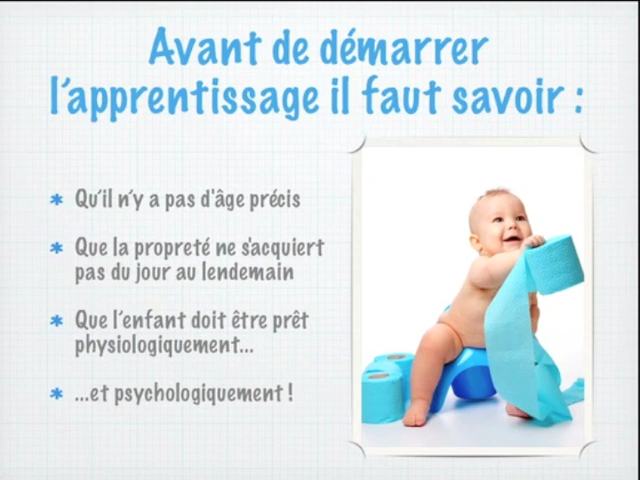 Avant de démarrer
l'apprentissage il faut savoir :
* Qu'il n'y a pas d'âge précis
* Que la propreté ne s'acquiert
pas du jour au lendemain
* Que l'enfant doit être prêt
physiologiquement...
* ...et psychologiquement !